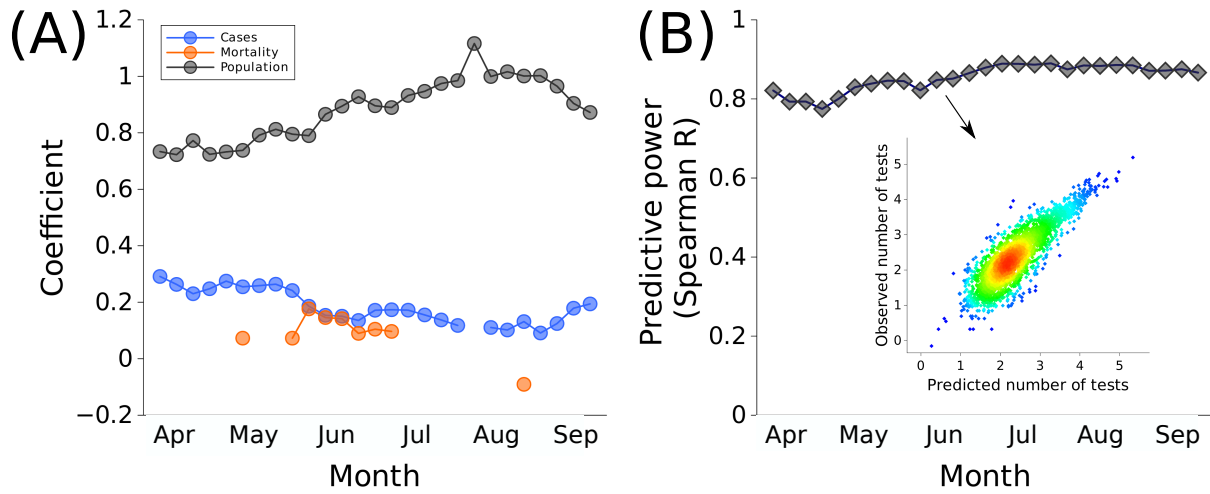 (A)
Coefficient
1.2
1
0.8
0.6
0.4
0.2
0
−0.2
Cases
Mortality
Population
Apr May Jun Jul Aug Sep
Month
(B)
Predictive power
(Spearman R)
1
0.8
0.6
0.4
0.2
0
Observed number of tests
5
4
3
2
1
0
0 1 2 3 4 5
Predicted number of tests
Apr May Jun Jul Aug Sep
Month